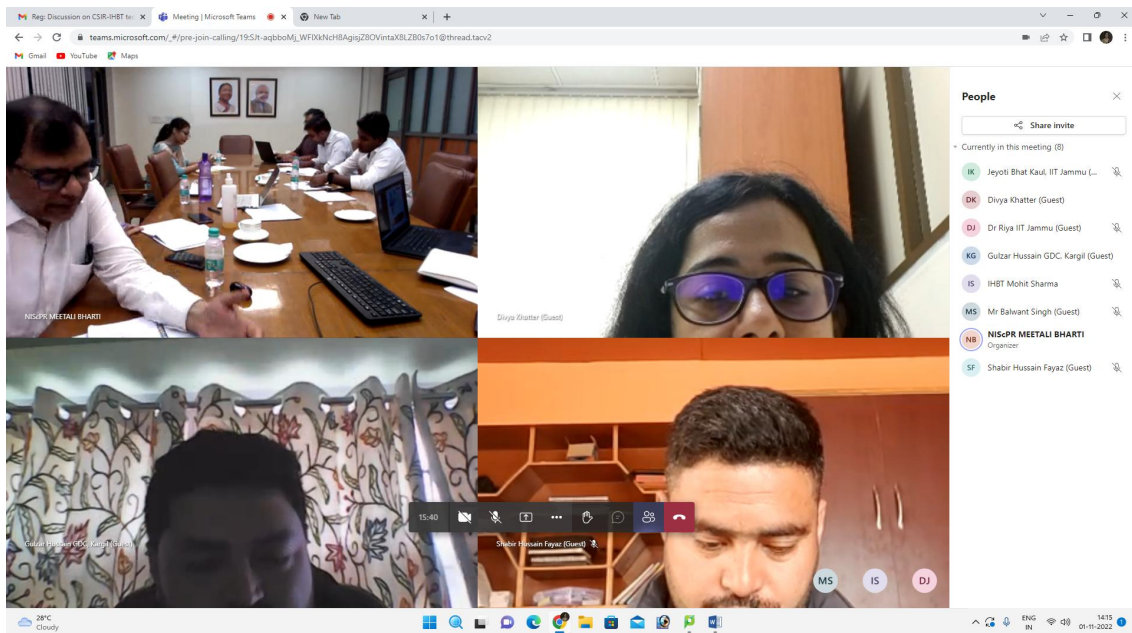 Reg: Discussion on CSIR-IHBT tec
Meeting | Microsoft Teams
New Tab
teams.microsoft.com/_#/pre-join-calling/19:SJt-aqbboMj_WFIXkNcH8AgisjZ8OVintaX8LZB0s7o1@thread.tacv2
Gmail
YouTube
Maps
NIScPR MEETALI BHARTI
Divya Khatter (Guest)
Gulzar Hussain GDC, Kargil (Guest)
15:40
Shabir Hussain Fayaz (Guest)
MS
IS
DJ
People
Share invite
Currently in this meeting (8)
IK Jeyoti Bhat Kaul, IIT Jammu (...
DK Divya Khatter (Guest)
DJ Dr Riya IIT Jammu (Guest)
KG Gulzar Hussain GDC, Kargil (Guest)
IS IHBT Mohit Sharma
MS Mr Balwant Singh (Guest)
NB NIScPR MEETALI BHARTI
Organizer
SF Shabir Hussain Fayaz (Guest)
28°C
Cloudy
ENG
IN
14:15
01-11-2022
1